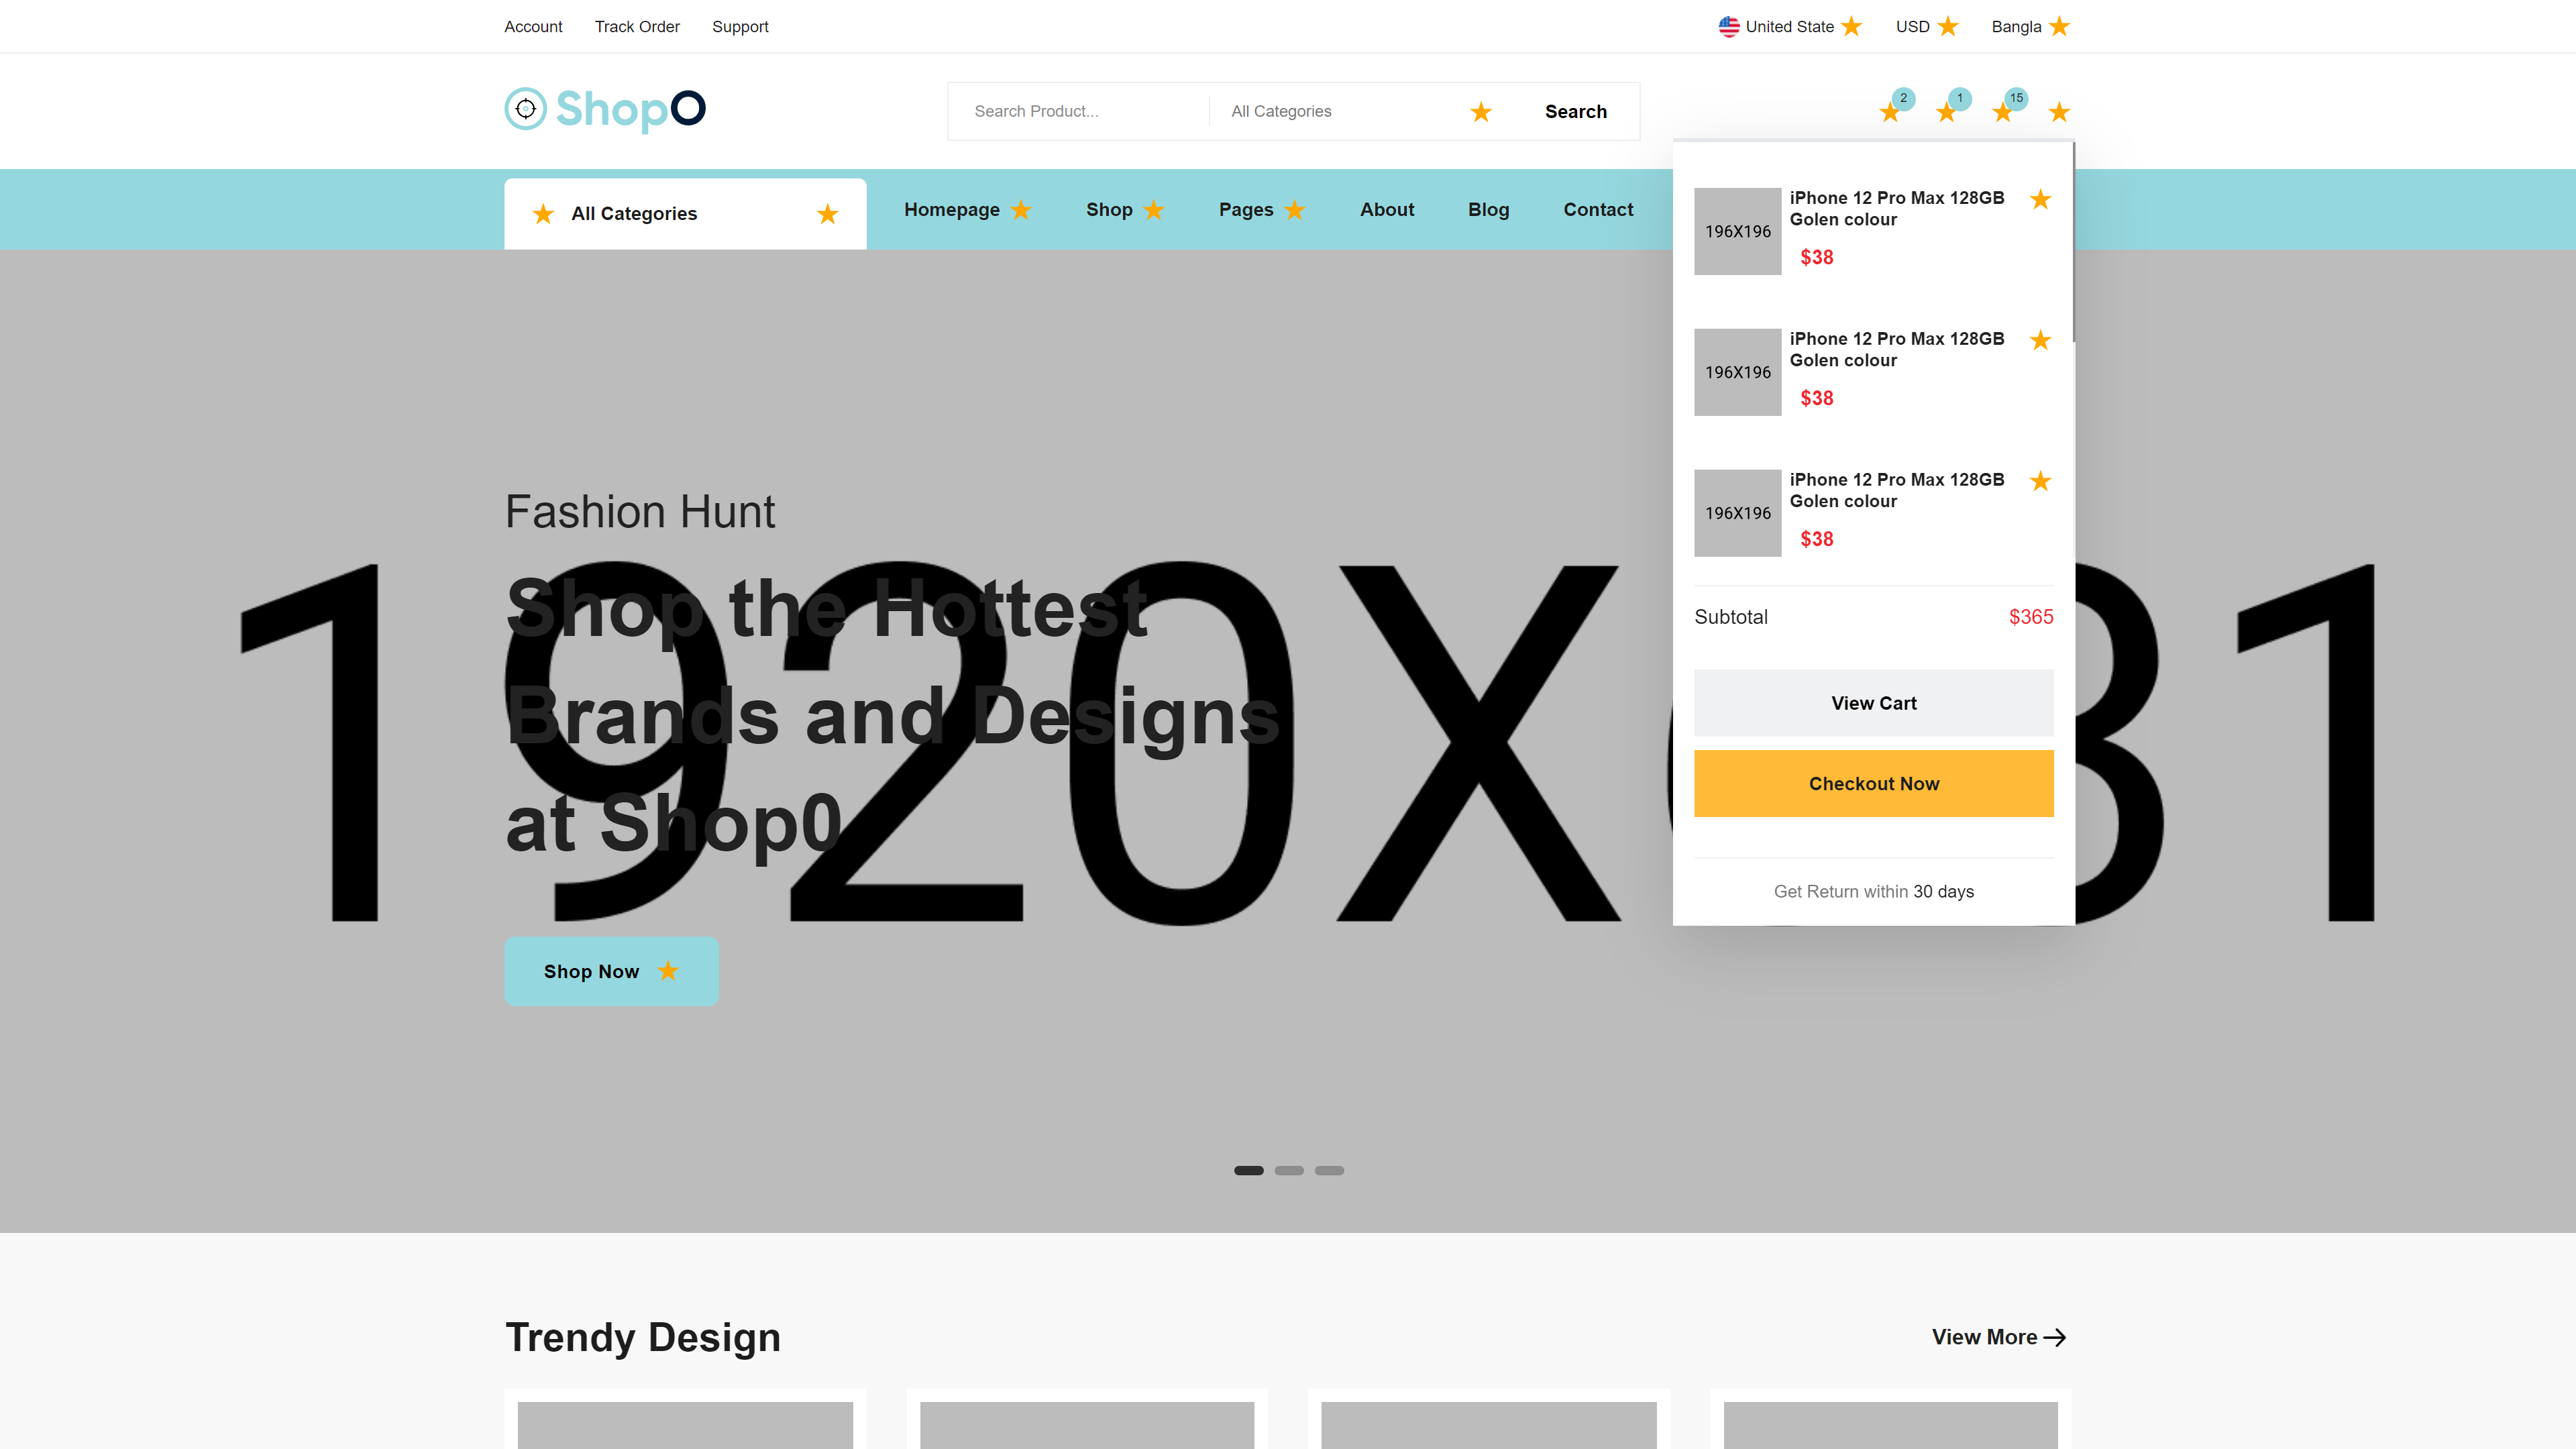 Account Track Order Support United State USD Bangla
ShopO
Search Product... All Categories Search
2 1 15
All Categories Homepage Shop Pages About Blog Contact
196X196
iPhone 12 Pro Max 128GB
Golen colour
$38
196X196
iPhone 12 Pro Max 128GB
Golen colour
$38
196X196
iPhone 12 Pro Max 128GB
Golen colour
$38
Subtotal $365
View Cart
Checkout Now
Get Return within 30 days
Fashion Hunt
Shop the Hottest
Brands and Designs
at Shop0
Shop Now
Trendy Design
View More